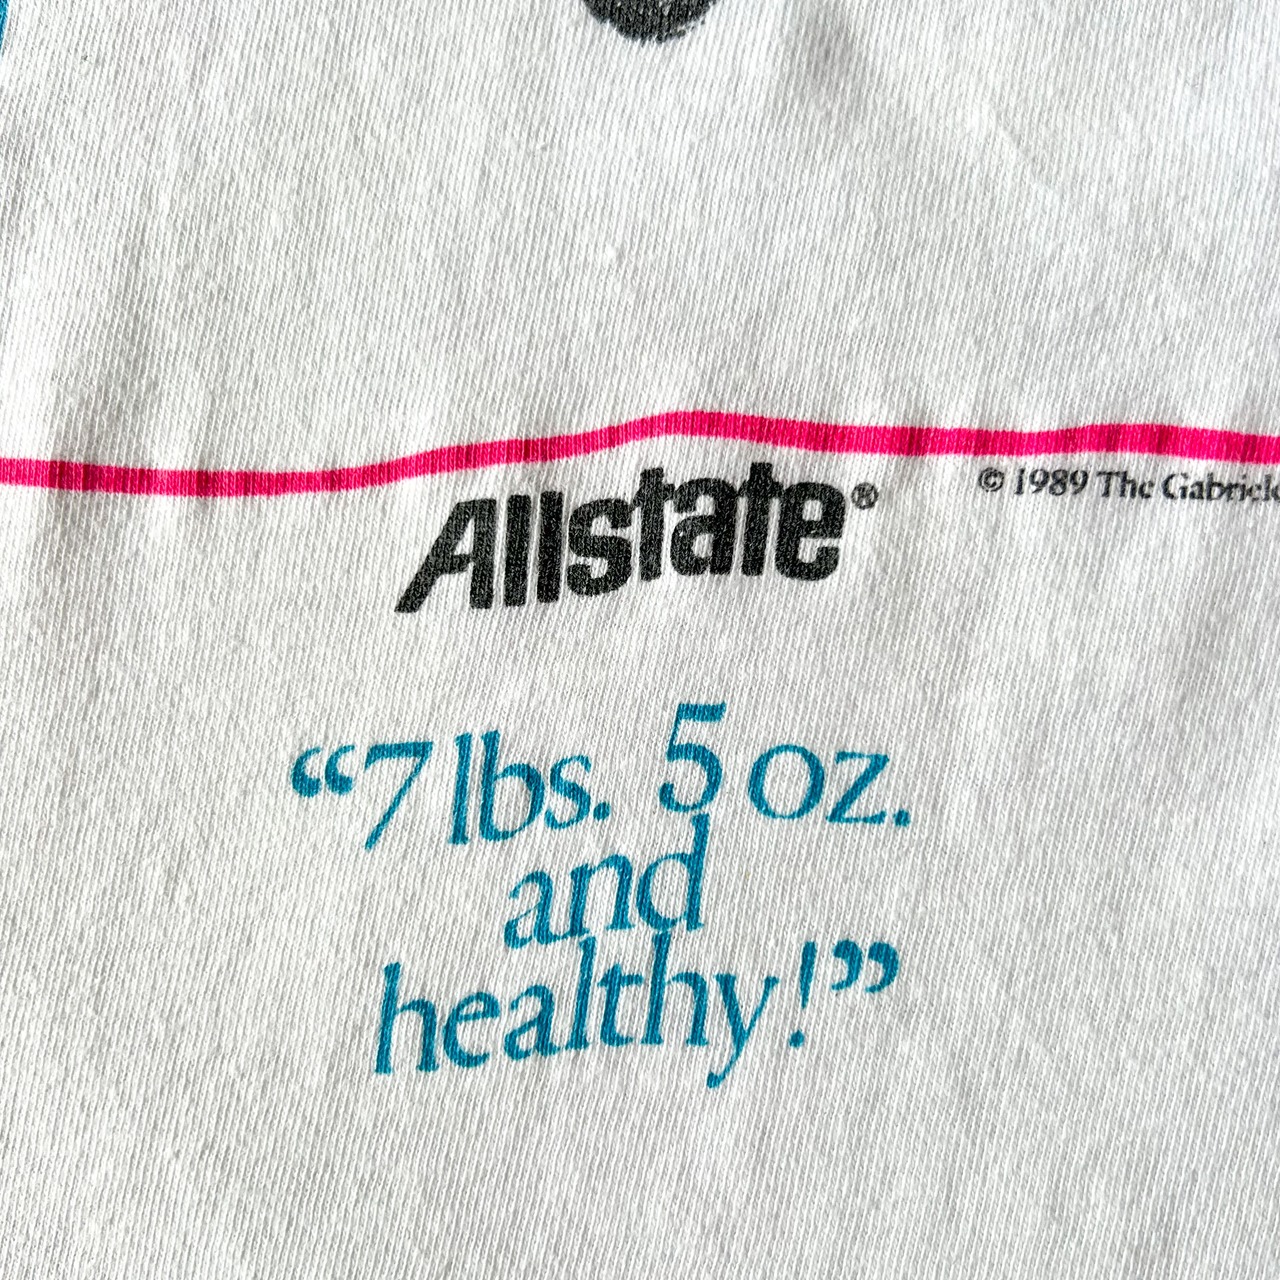 Allstate®
© 1989 The
“7 lbs. 5 oz.
and
healthy!”